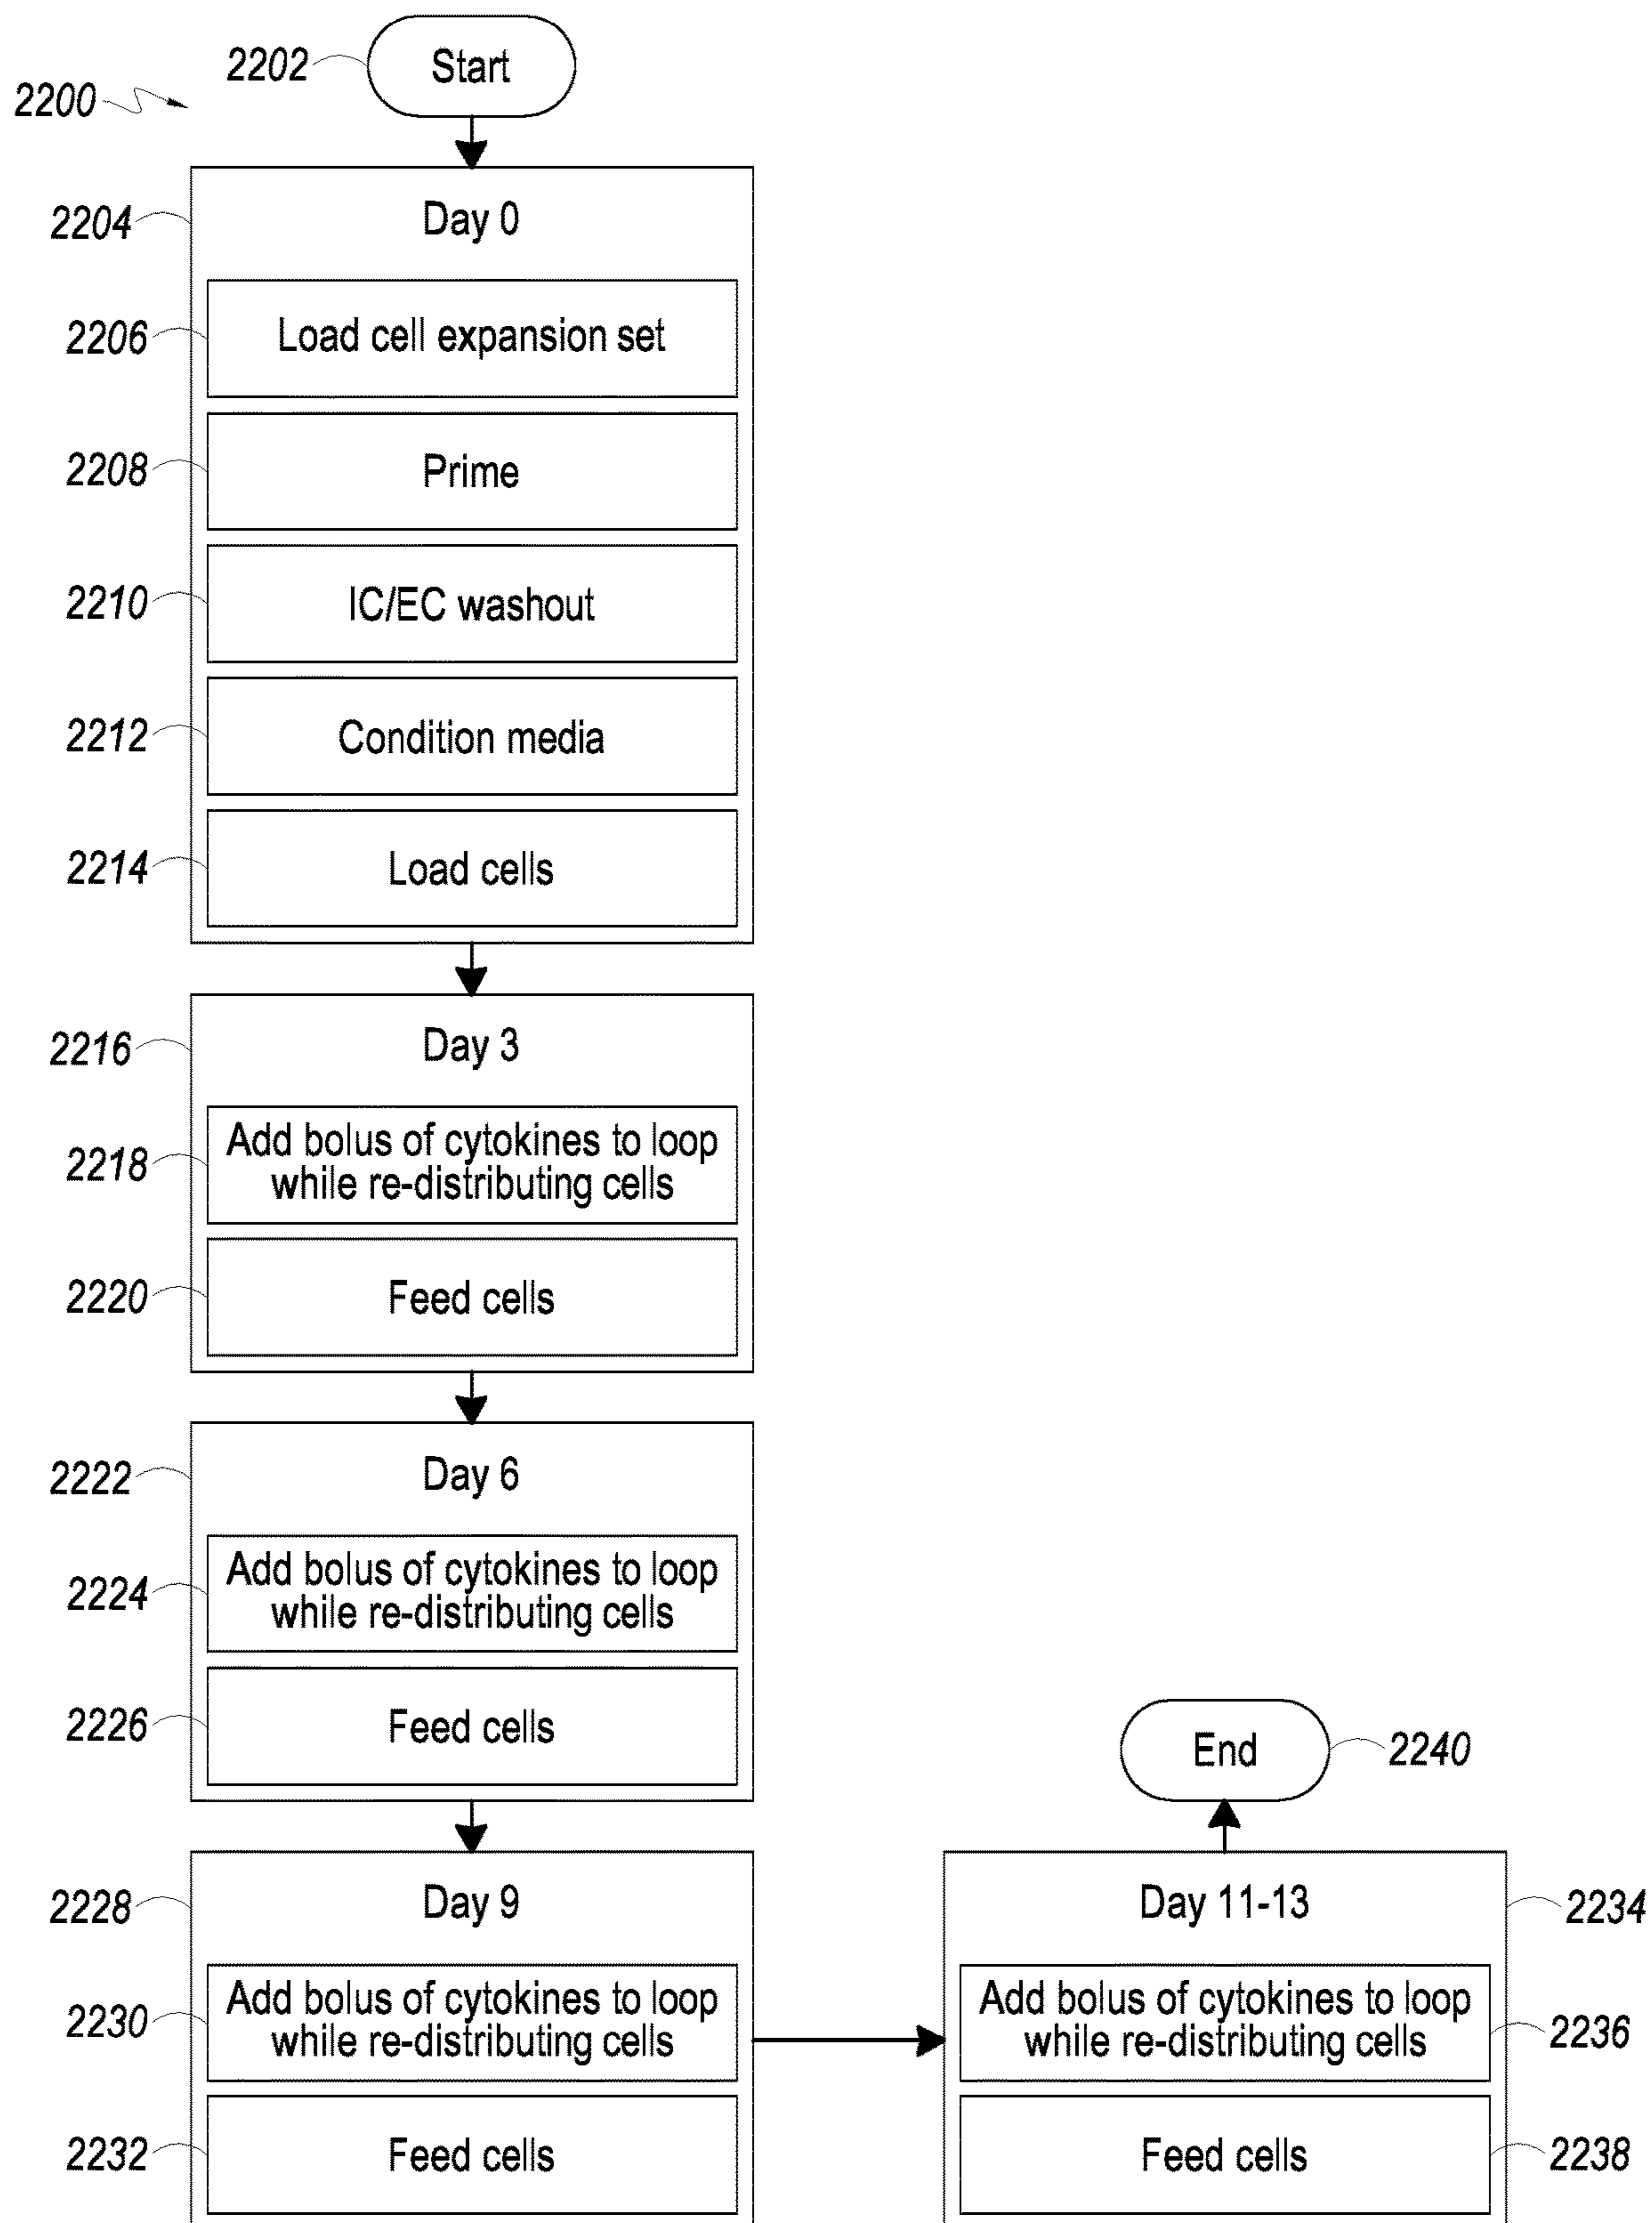 2202
Start
2200
2204
Day 0
2206
Load cell expansion set
2208
Prime
2210
IC/EC washout
2212
Condition media
2214
Load cells
2216
Day 3
2218
Add bolus of cytokines to loop
while re-distributing cells
2220
Feed cells
2222
Day 6
2224
Add bolus of cytokines to loop
while re-distributing cells
2226
Feed cells
2228
Day 9
2230
Add bolus of cytokines to loop
while re-distributing cells
2232
Feed cells
End
2240
Day 11-13
2234
Add bolus of cytokines to loop
while re-distributing cells
2236
Feed cells
2238